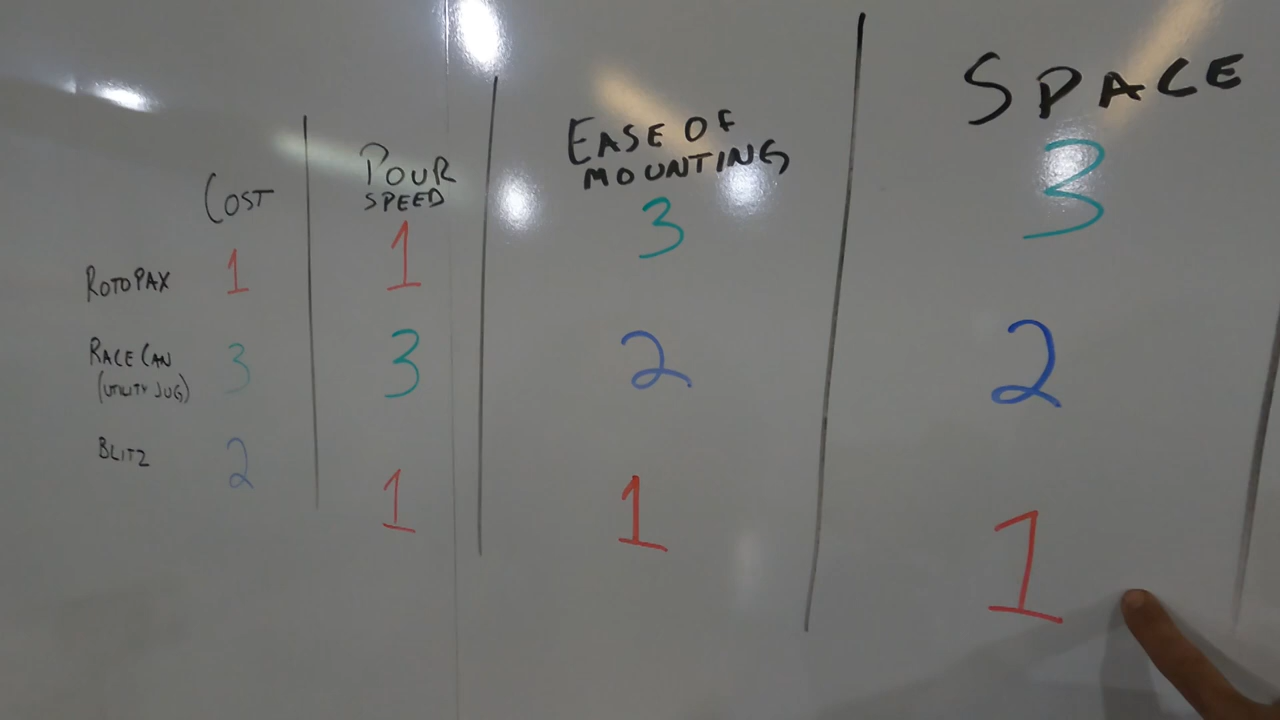 COST POUR SPEED EASE OF MOUNTING SPACE
ROTOPAX 1 1 3 3
RACE CAN (UTILITY JUG) 3 3 2 2
BLITZ 2 1 1 1